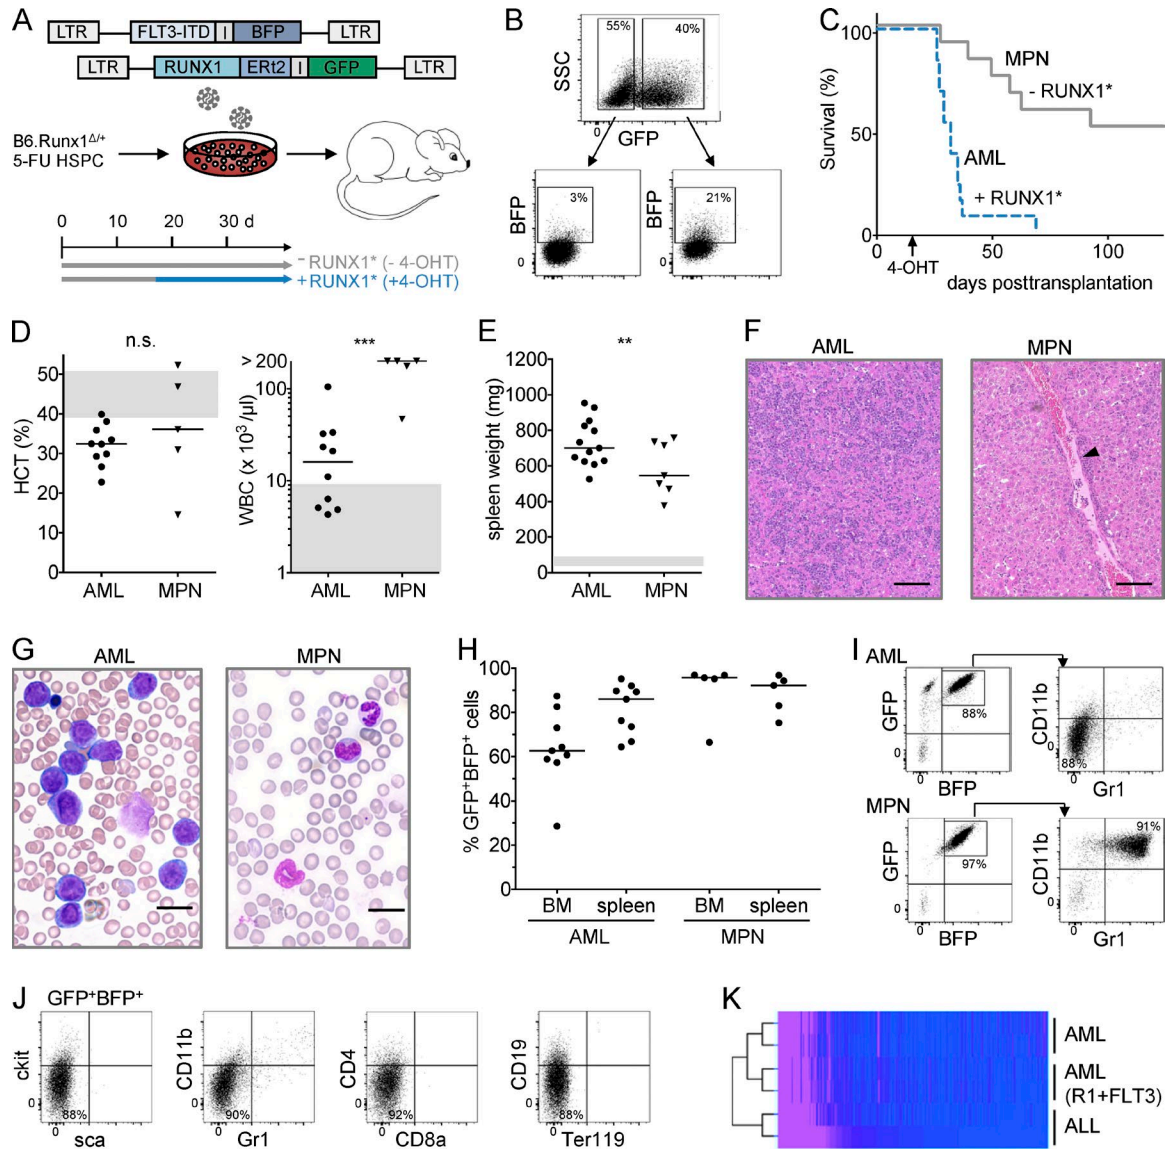 A
LTR FLT3-ITD I BFP LTR
LTR RUNX1 ERt2 I GFP LTR
B6.Runx1Δ/+
5-FU HSPC
0 10 20 30 d
− RUNX1* (- 4-OHT)
+ RUNX1* (+4-OHT)
B
55% 40%
SSC
0
GFP
3% 21%
BFP BFP
0 0
0 0
C
100
50
0
Survival (%)
MPN
- RUNX1*
AML
+ RUNX1*
0 50 100
4-OHT
days posttransplantation
D
n.s.
50
40
30
20
10
0
HCT (%)
AML MPN
***
> 200
100
10
1
WBC (x 10³/µl)
AML MPN
E
**
1200
1000
800
600
400
200
0
spleen weight (mg)
AML MPN
F
AML MPN
G
AML MPN
H
100
80
60
40
20
0
% GFP+BFP+ cells
BM spleen BM spleen
AML MPN
I
AML
GFP
0
88%
0
BFP
CD11b
0
88%
0
Gr1
MPN
GFP
0
97%
0
BFP
CD11b
0
91%
0
Gr1
J
GFP+BFP+
ckit
0
88%
0
sca
CD11b
0
90%
0
Gr1
CD4
0
92%
0
CD8a
CD19
0
88%
0
Ter119
K
AML
AML
(R1+FLT3)
ALL